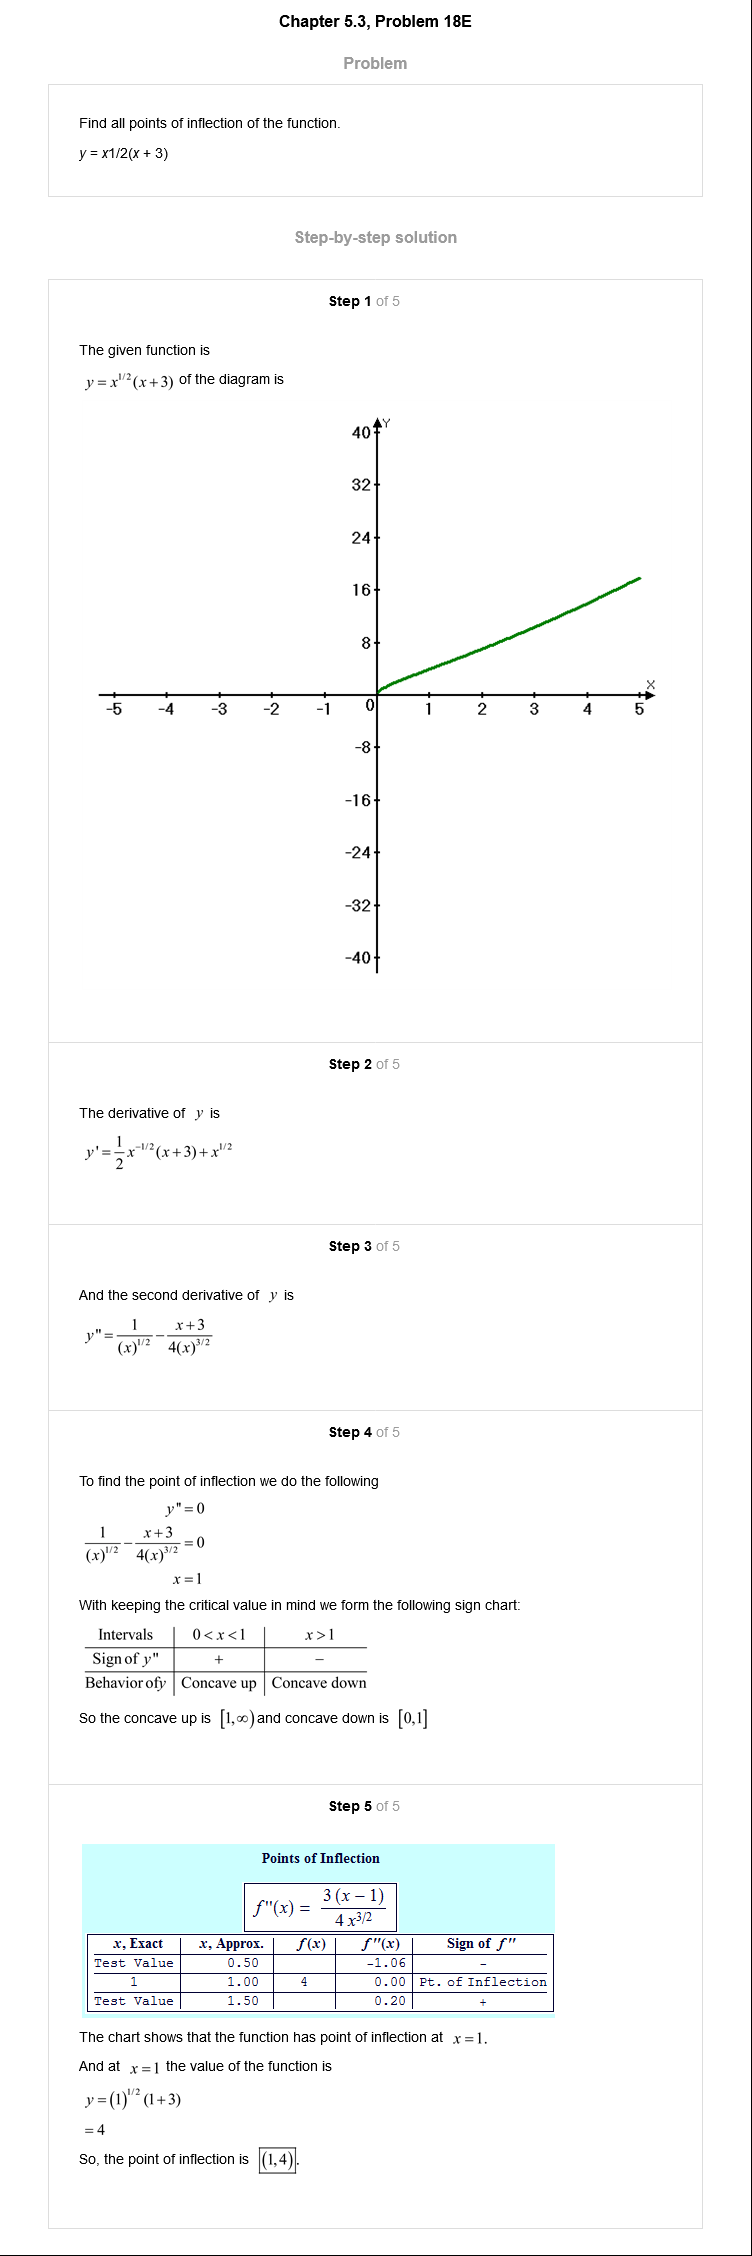 Chapter 5.3, Problem 18E
Problem
Find all points of inflection of the function.
y = x1/2(x + 3)
Step-by-step solution
Step 1 of 5
The given function is
y = x^{1/2}(x+3) of the diagram is
Y
40
32
24
16
8
X
-5 -4 -3 -2 -1 0 1 2 3 4 5
-8
-16
-24
-32
-40
Step 2 of 5
The derivative of y is
y' = \frac{1}{2}x^{-1/2}(x+3)+x^{1/2}
Step 3 of 5
And the second derivative of y is
y" = \frac{1}{(x)^{1/2}} - \frac{x+3}{4(x)^{3/2}}
Step 4 of 5
To find the point of inflection we do the following
y" = 0
\frac{1}{(x)^{1/2}} - \frac{x+3}{4(x)^{3/2}} = 0
x = 1
With keeping the critical value in mind we form the following sign chart:
Intervals 0 < x < 1 x > 1
Sign of y" + −
Behavior ofy Concave up Concave down
So the concave up is [1,∞) and concave down is [0,1]
Step 5 of 5
Points of Inflection
f"(x) = \frac{3 (x − 1)}{4 x^{3/2}}
x, Exact x, Approx. f(x) f"(x) Sign of f"
Test Value 0.50 -1.06 −
1 1.00 4 0.00 Pt. of Inflection
Test Value 1.50 0.20 +
The chart shows that the function has point of inflection at x = 1.
And at x = 1 the value of the function is
y = (1)^{1/2} (1+3)
= 4
So, the point of inflection is (1,4).